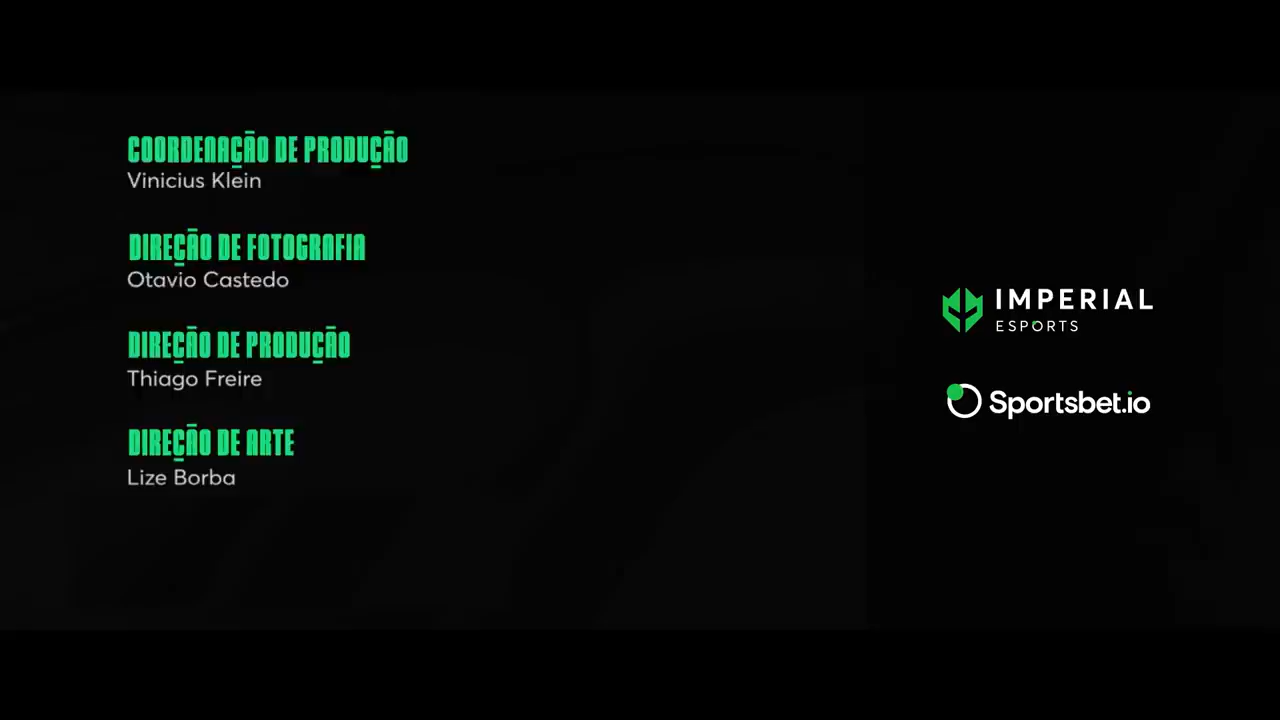 COORDENAÇÃO DE PRODUÇÃO
Vinicius Klein
DIREÇÃO DE FOTOGRAFIA
Otavio Castedo
DIREÇÃO DE PRODUÇÃO
Thiago Freire
DIREÇÃO DE ARTE
Lize Borba
IMPERIAL
ESPORTS
Sportsbet.io